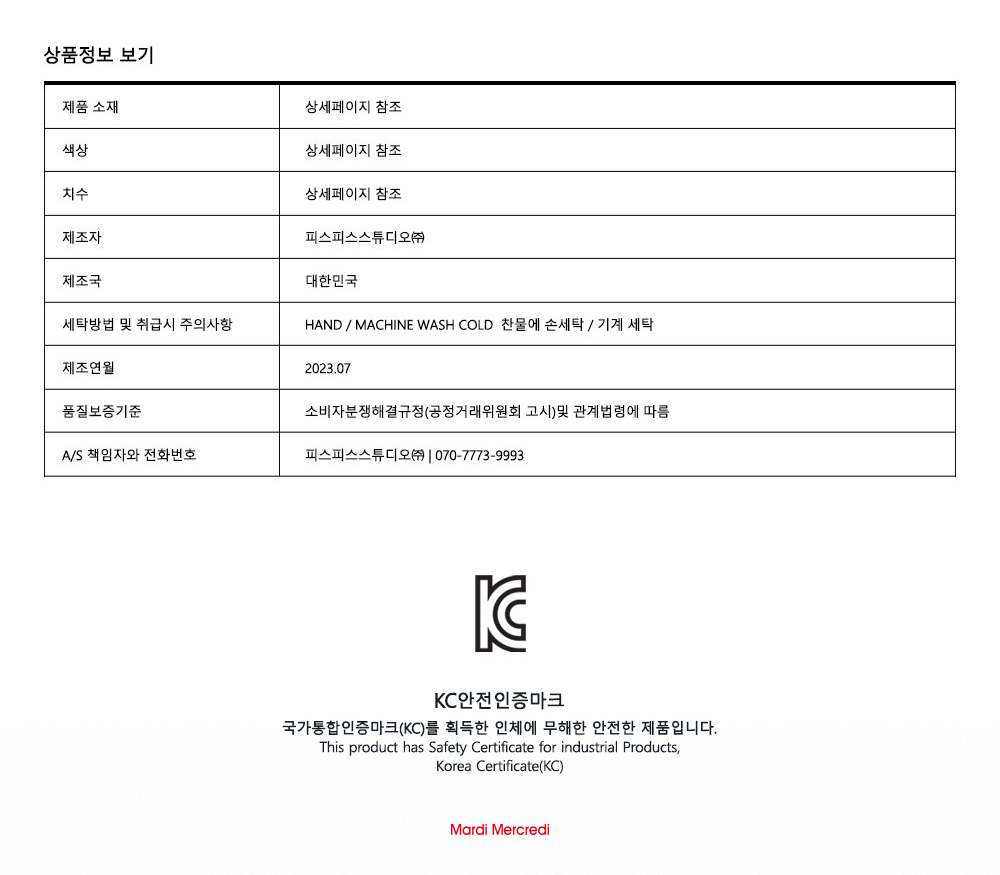 상품정보 보기
제품 소재 상세페이지 참조
색상 상세페이지 참조
치수 상세페이지 참조
제조자 피스피스스튜디오㈜
제조국 대한민국
세탁방법 및 취급시 주의사항 HAND / MACHINE WASH COLD 찬물에 손세탁 / 기계 세탁
제조연월 2023.07
품질보증기준 소비자분쟁해결규정(공정거래위원회 고시)및 관계법령에 따름
A/S 책임자와 전화번호 피스피스스튜디오㈜ | 070-7773-9993
KC
KC안전인증마크
국가통합인증마크(KC)를 획득한 인체에 무해한 안전한 제품입니다.
This product has Safety Certificate for industrial Products,
Korea Certificate(KC)
Mardi Mercredi